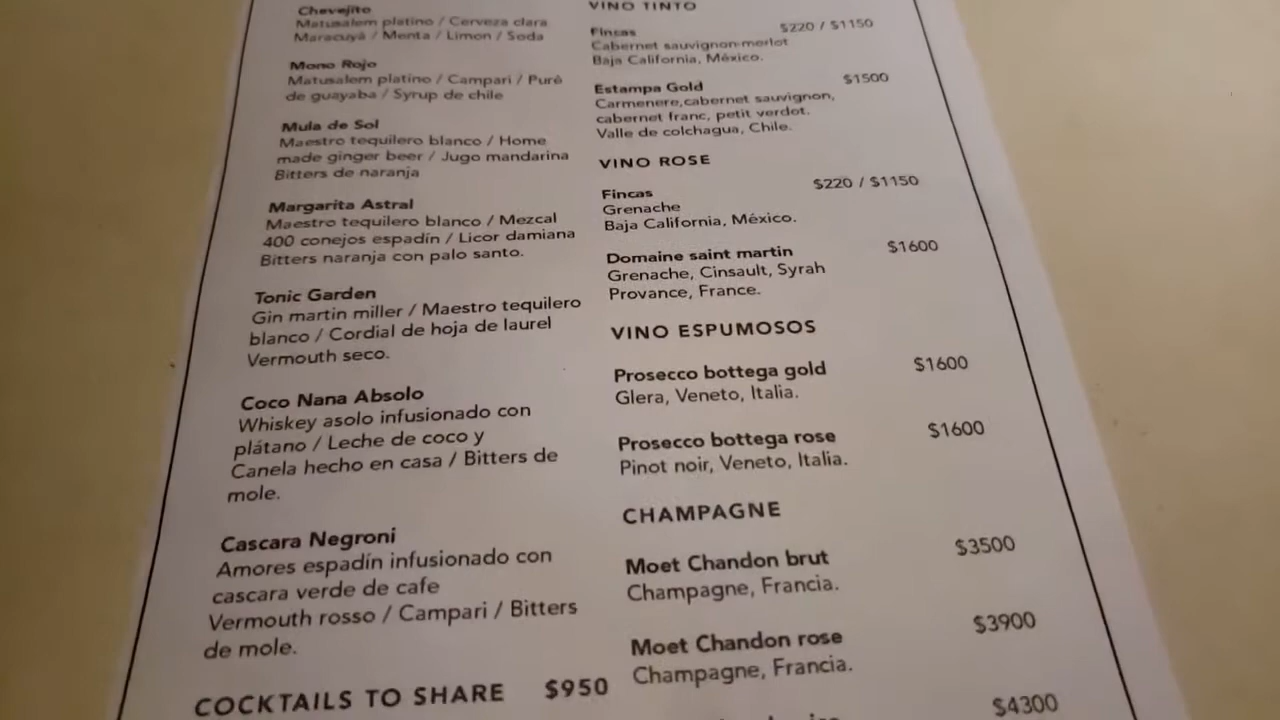 Chevejito
Matusalem platino / Cerveza clara
Maracuyá / Menta / Limon / Soda
Mono Rojo
Matusalem platino / Campari / Purè
de guayaba / Syrup de chile
Mula de Sol
Maestro tequilero blanco / Home
made ginger beer / Jugo mandarina
Bitters de naranja
Margarita Astral
Maestro tequilero blanco / Mezcal
400 conejos espadín / Licor damiana
Bitters naranja con palo santo.
Tonic Garden
Gin martin miller / Maestro tequilero
blanco / Cordial de hoja de laurel
Vermouth seco.
Coco Nana Absolo
Whiskey asolo infusionado con
plátano / Leche de coco y
Canela hecho en casa / Bitters de
mole.
Cascara Negroni
Amores espadín infusionado con
cascara verde de cafe
Vermouth rosso / Campari / Bitters
de mole.
COCKTAILS TO SHARE $950
VINO TINTO
Fincas $220 / $1150
Cabernet sauvignon-merlot
Baja California, México.
Estampa Gold $1500
Carmenere,cabernet sauvignon,
cabernet franc, petit verdot.
Valle de colchagua, Chile.
VINO ROSE
Fincas $220 / $1150
Grenache
Baja California, México.
Domaine saint martin $1600
Grenache, Cinsault, Syrah
Provance, France.
VINO ESPUMOSOS
Prosecco bottega gold $1600
Glera, Veneto, Italia.
Prosecco bottega rose $1600
Pinot noir, Veneto, Italia.
CHAMPAGNE
Moet Chandon brut $3500
Champagne, Francia.
Moet Chandon rose $3900
Champagne, Francia.
$4300